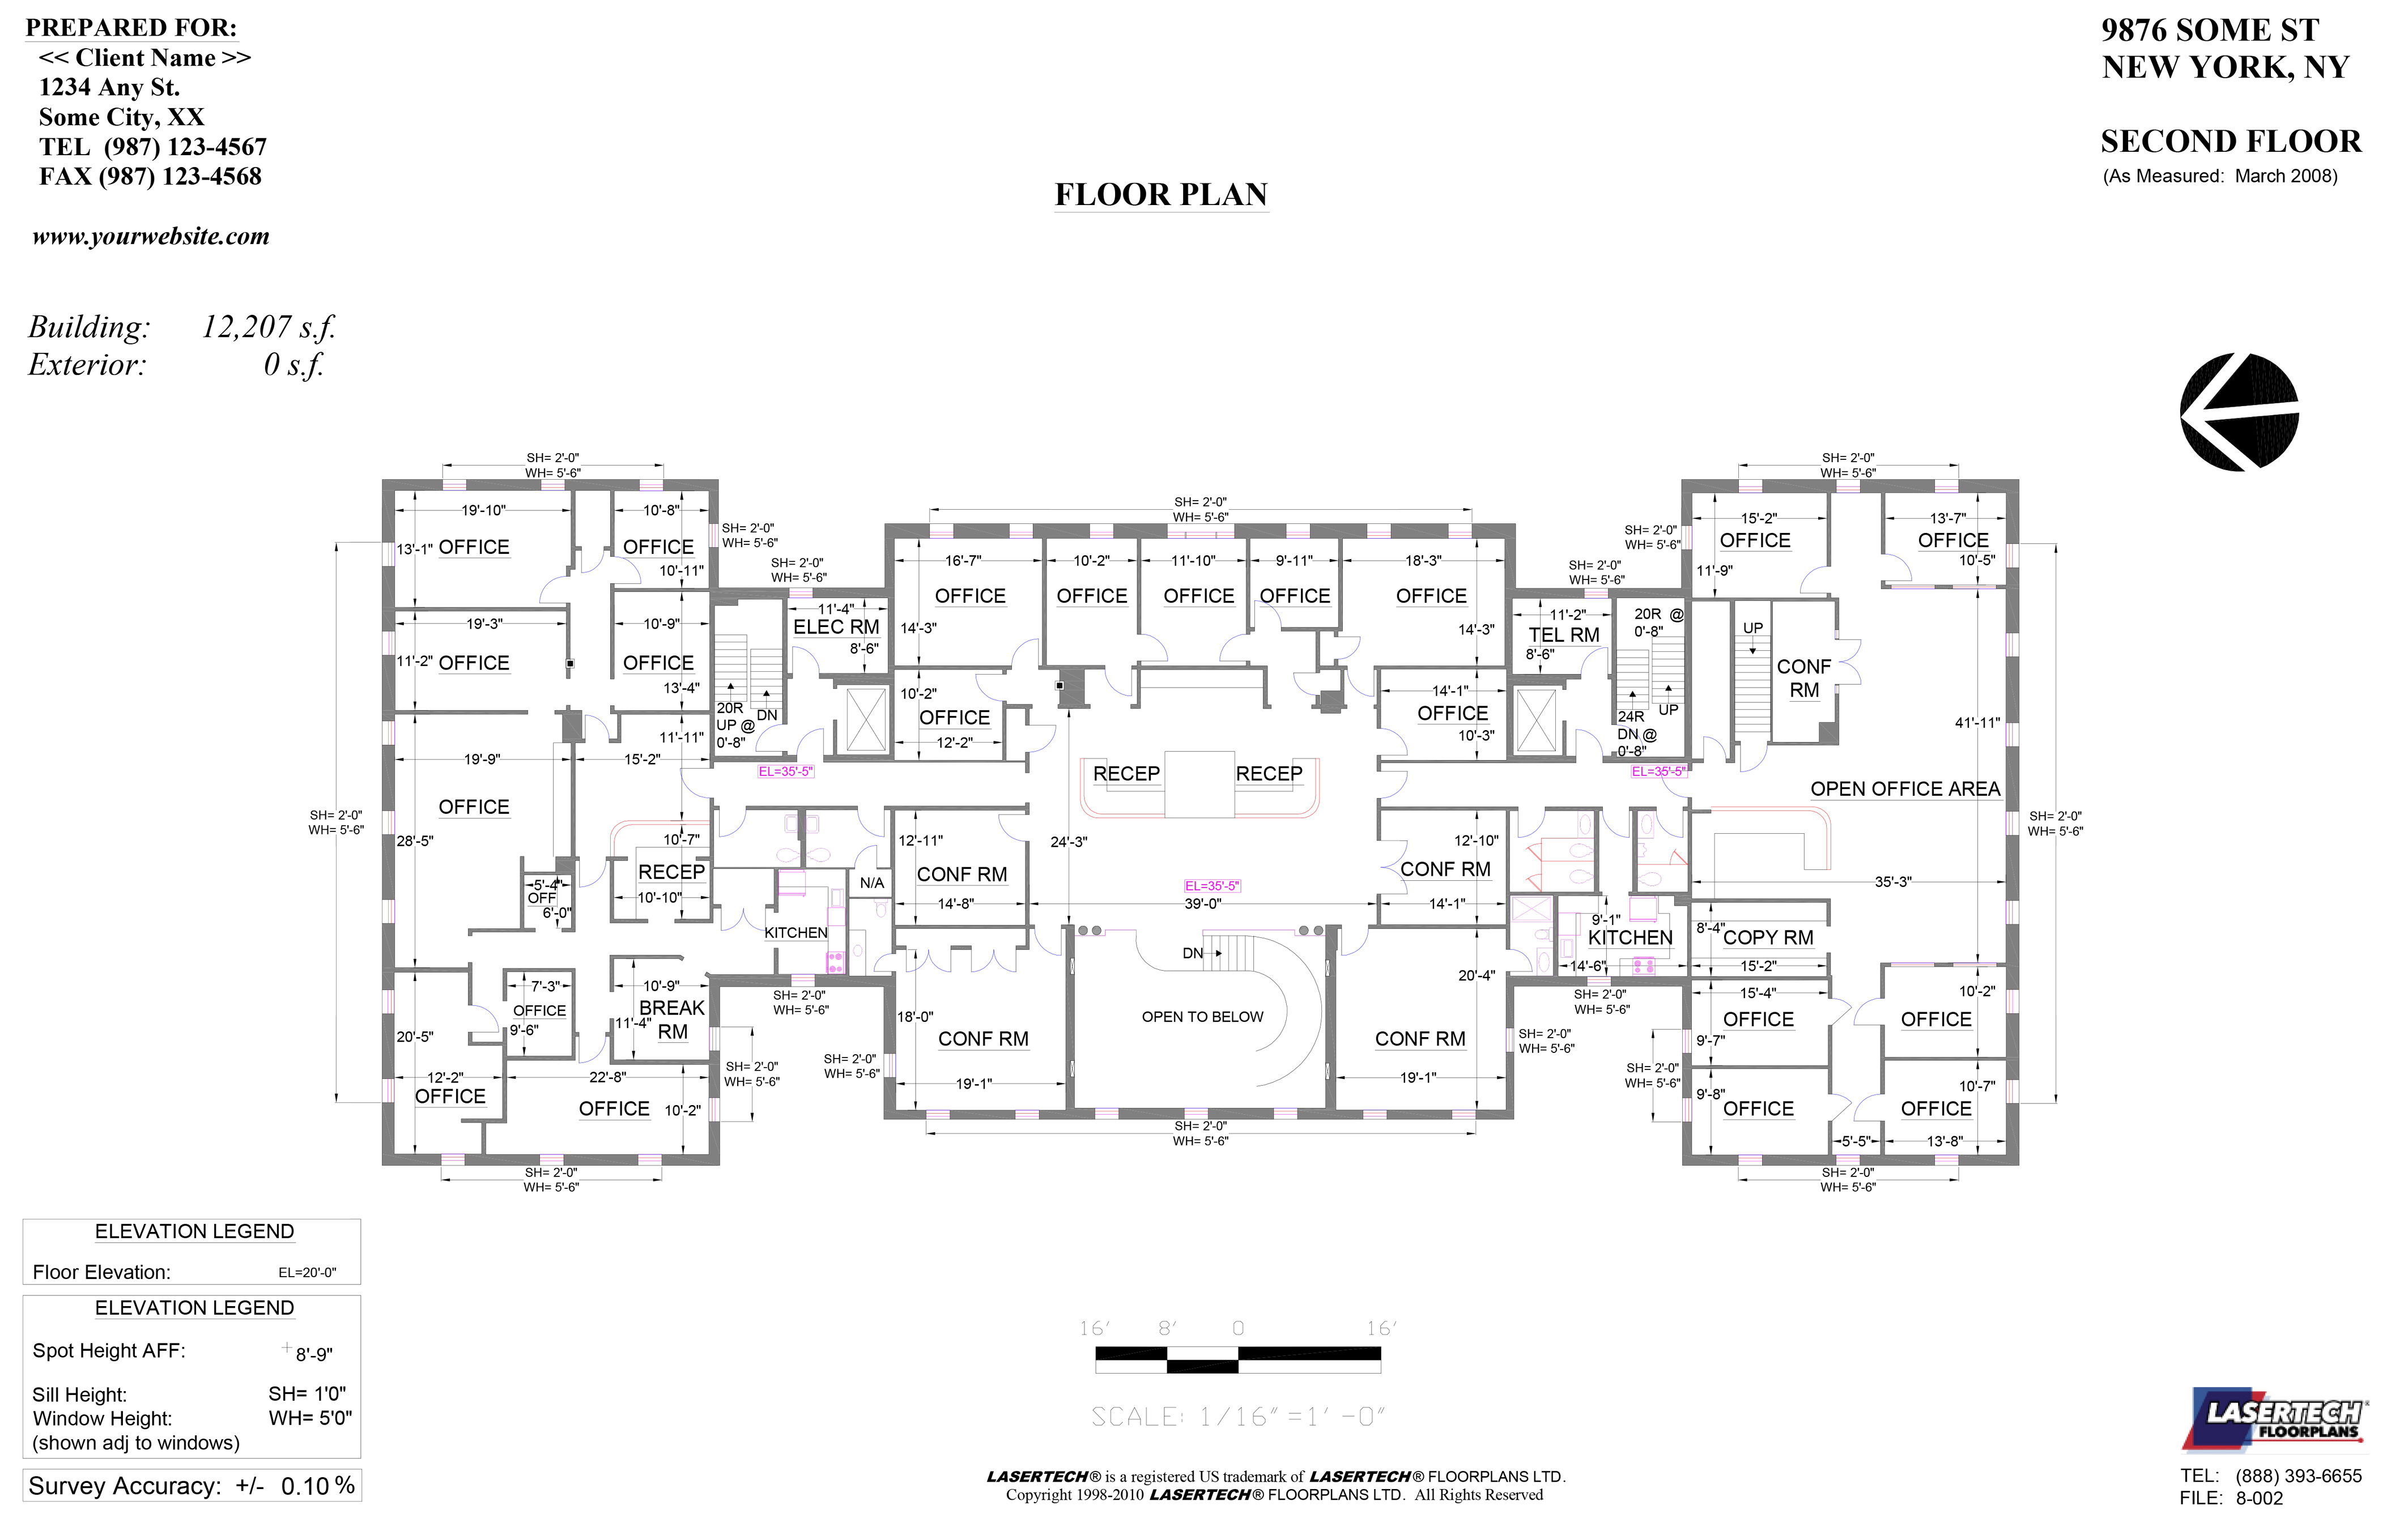 PREPARED FOR:
<< Client Name >>
1234 Any St.
Some City, XX
TEL (987) 123-4567
FAX (987) 123-4568
www.yourwebsite.com
9876 SOME ST
NEW YORK, NY
SECOND FLOOR
(As Measured: March 2008)
FLOOR PLAN
Building: 12,207 s.f.
Exterior: 0 s.f.
SH= 2'-0"
WH= 5'-6"
19'-10"
13'-1"
OFFICE
10'-8"
OFFICE
10'-11"
SH= 2'-0"
WH= 5'-6"
19'-3"
11'-2"
OFFICE
10'-9"
OFFICE
13'-4"
19'-9"
OFFICE
28'-5"
SH= 2'-0"
WH= 5'-6"
11'-11"
15'-2"
10'-7"
RECEP
10'-10"
5'-4"
OFF
6'-0"
20'-5"
12'-2"
OFFICE
7'-3"
OFFICE
9'-6"
10'-9"
BREAK
RM
11'-4"
22'-8"
OFFICE
10'-2"
SH= 2'-0"
WH= 5'-6"
SH= 2'-0"
WH= 5'-6"
SH= 2'-0"
WH= 5'-6"
11'-4"
ELEC RM
8'-6"
20R
UP @
0'-8"
DN
EL=35'-5"
KITCHEN
N/A
SH= 2'-0"
WH= 5'-6"
SH= 2'-0"
WH= 5'-6"
SH= 2'-0"
WH= 5'-6"
16'-7"
OFFICE
14'-3"
10'-2"
OFFICE
11'-10"
OFFICE
9'-11"
OFFICE
18'-3"
OFFICE
14'-3"
10'-2"
OFFICE
12'-2"
14'-1"
OFFICE
10'-3"
RECEP
RECEP
12'-11"
CONF RM
14'-8"
24'-3"
EL=35'-5"
39'-0"
12'-10"
CONF RM
14'-1"
18'-0"
CONF RM
19'-1"
DN
OPEN TO BELOW
20'-4"
CONF RM
19'-1"
SH= 2'-0"
WH= 5'-6"
SH= 2'-0"
WH= 5'-6"
SH= 2'-0"
WH= 5'-6"
11'-2"
TEL RM
8'-6"
20R @
0'-8"
24R
DN @
0'-8"
UP
EL=35'-5"
9'-1"
KITCHEN
14'-6"
SH= 2'-0"
WH= 5'-6"
SH= 2'-0"
WH= 5'-6"
SH= 2'-0"
WH= 5'-6"
SH= 2'-0"
WH= 5'-6"
15'-2"
OFFICE
11'-9"
13'-7"
OFFICE
10'-5"
UP
CONF
RM
41'-11"
OPEN OFFICE AREA
35'-3"
SH= 2'-0"
WH= 5'-6"
8'-4"
COPY RM
15'-2"
15'-4"
OFFICE
9'-7"
10'-2"
OFFICE
9'-8"
OFFICE
5'-5"
10'-7"
OFFICE
13'-8"
SH= 2'-0"
WH= 5'-6"
ELEVATION LEGEND
Floor Elevation: EL=20'-0"
ELEVATION LEGEND
Spot Height AFF: +8'-9"
Sill Height: SH= 1'0"
Window Height: WH= 5'0"
(shown adj to windows)
Survey Accuracy: +/- 0.10 %
16' 8' 0 16'
SCALE: 1/16"=1'-0"
LASERTECH® is a registered US trademark of LASERTECH® FLOORPLANS LTD.
Copyright 1998-2010 LASERTECH® FLOORPLANS LTD. All Rights Reserved
LASERTECH®
FLOORPLANS
TEL: (888) 393-6655
FILE: 8-002